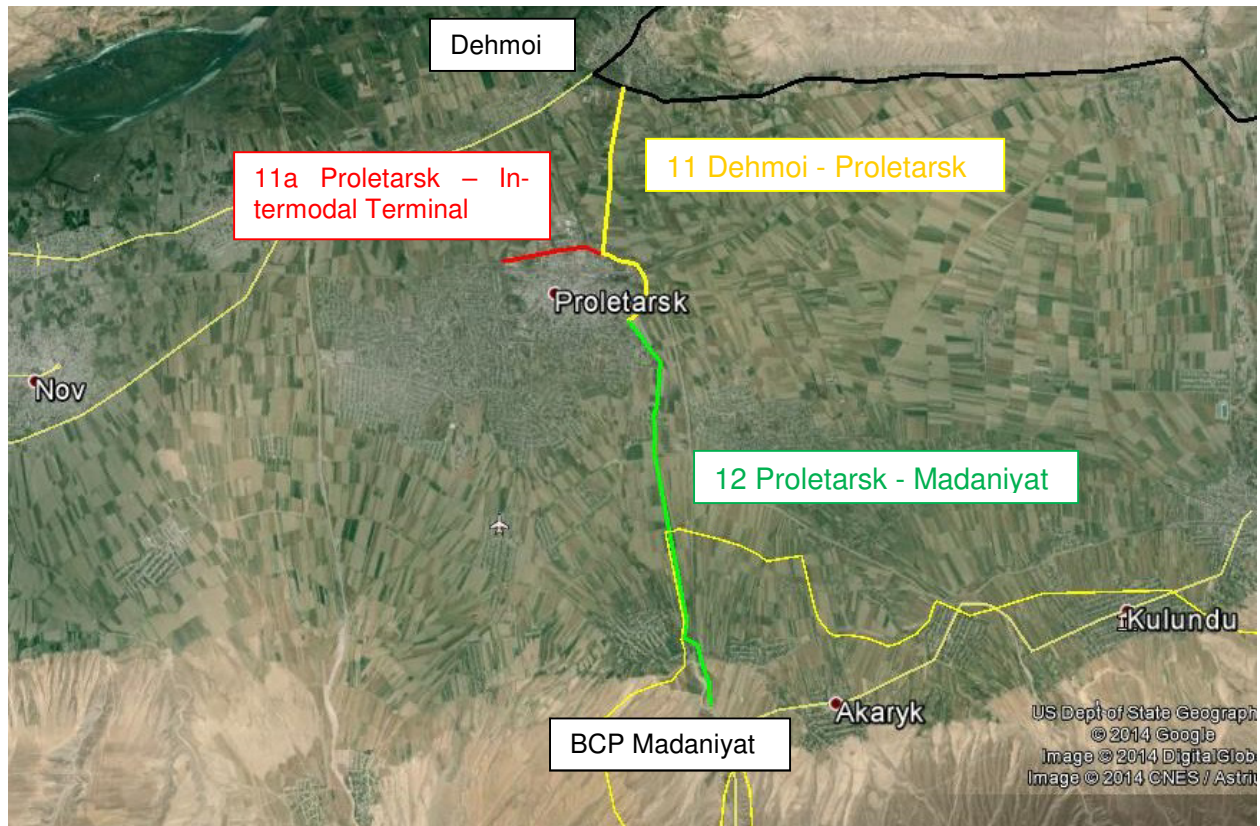 Dehmoi
11 Dehmoi - Proletarsk
11a Proletarsk – In-
termodal Terminal
Proletarsk
Nov
12 Proletarsk - Madaniyat
Kulundu
Akaryk
BCP Madaniyat
US Dept of State Geograph
© 2014 Google
Image © 2014 DigitalGlob
Image © 2014 CNES / Astriu